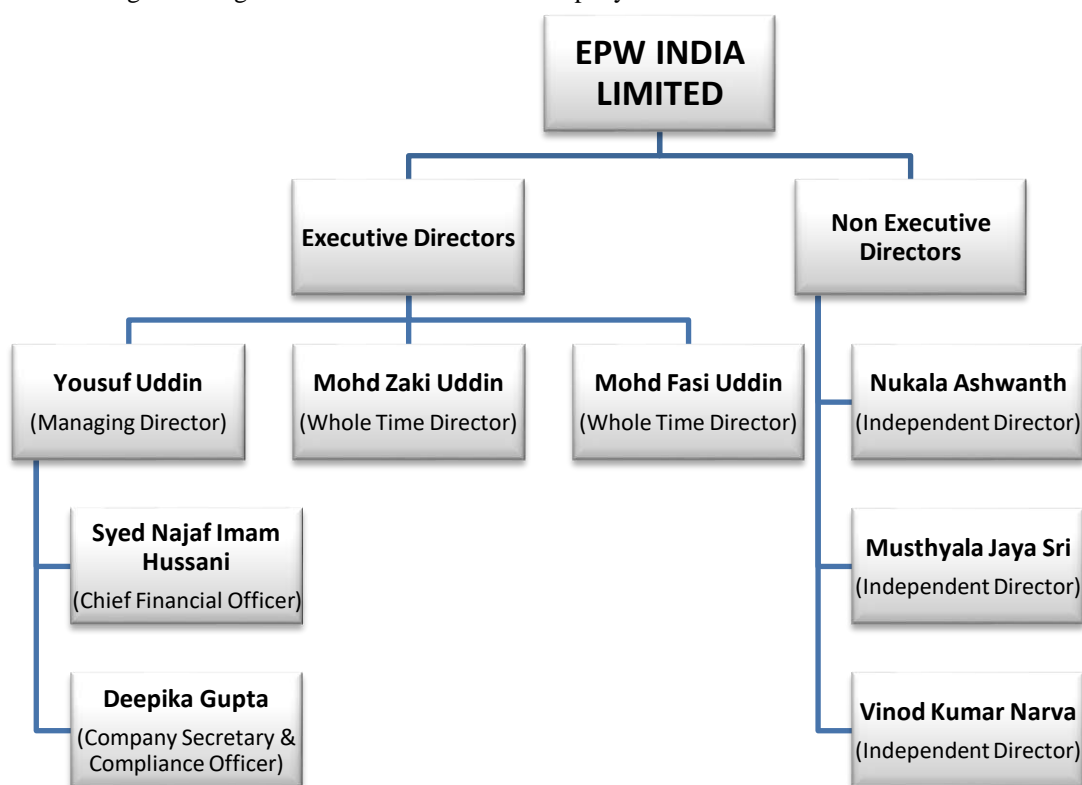 EPW INDIA
LIMITED
Executive Directors
Non Executive
Directors
Yousuf Uddin
(Managing Director)
Mohd Zaki Uddin
(Whole Time Director)
Mohd Fasi Uddin
(Whole Time Director)
Nukala Ashwanth
(Independent Director)
Syed Najaf Imam
Hussani
(Chief Financial Officer)
Musthyala Jaya Sri
(Independent Director)
Deepika Gupta
(Company Secretary &
Compliance Officer)
Vinod Kumar Narva
(Independent Director)